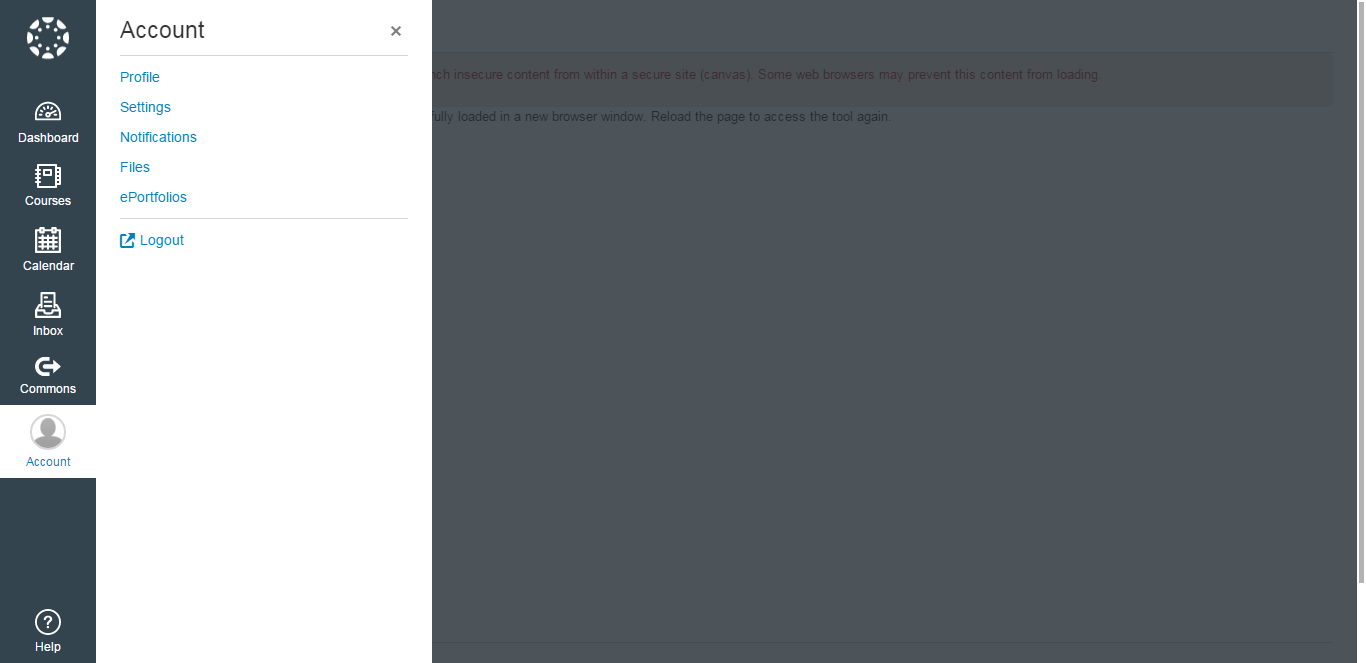 Account
×
Profile
Settings
Notifications
Files
ePortfolios
Logout
Dashboard
Courses
Calendar
Inbox
Commons
Account
?
Help
insecure content from within a secure site (canvas). Some web browsers may prevent this content from loading.
loaded in a new browser window. Reload the page to access the tool again.